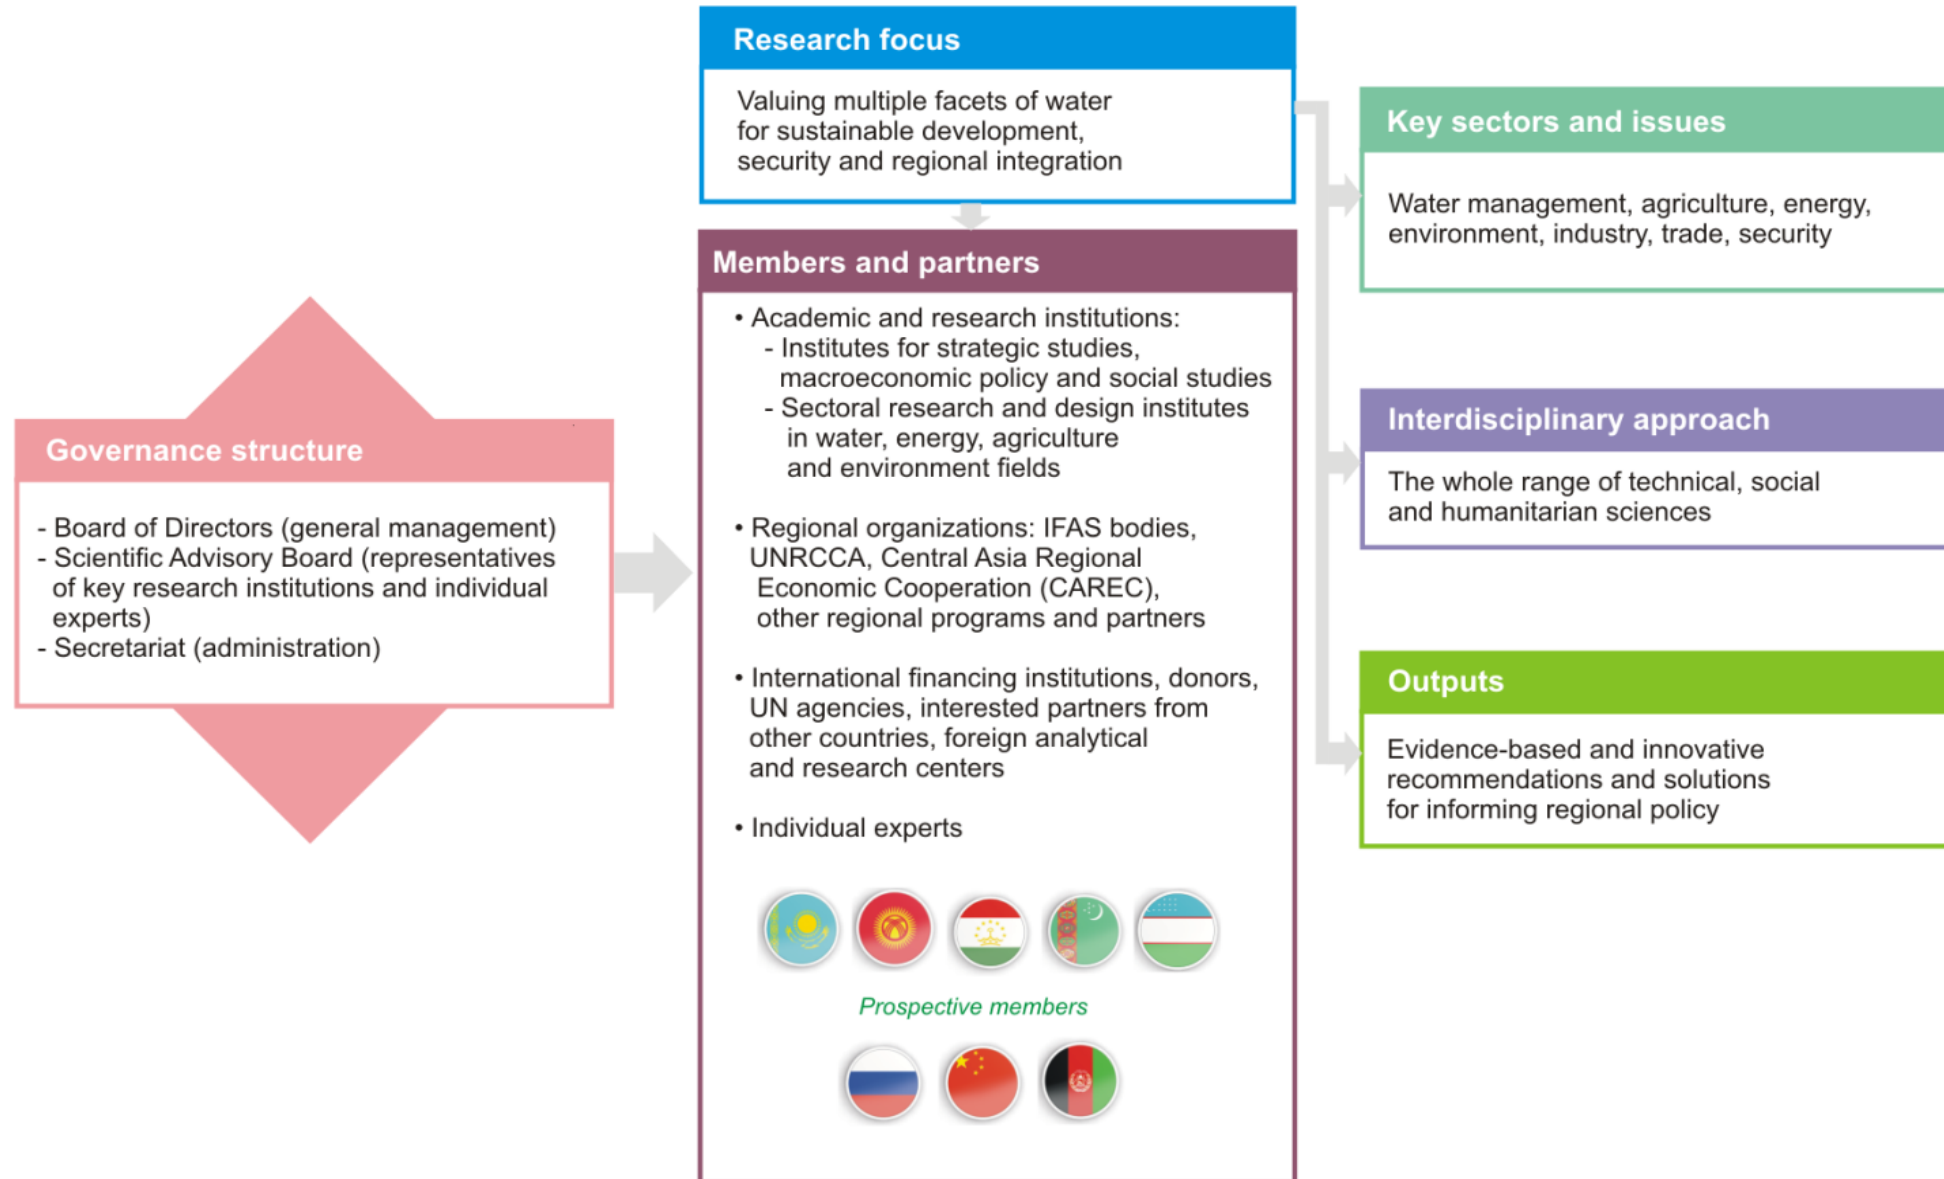 Research focus
Valuing multiple facets of water
for sustainable development,
security and regional integration
Key sectors and issues
Water management, agriculture, energy,
environment, industry, trade, security
Members and partners
• Academic and research institutions:
- Institutes for strategic studies,
macroeconomic policy and social studies
- Sectoral research and design institutes
in water, energy, agriculture
and environment fields
• Regional organizations: IFAS bodies,
UNRCCA, Central Asia Regional
Economic Cooperation (CAREC),
other regional programs and partners
• International financing institutions, donors,
UN agencies, interested partners from
other countries, foreign analytical
and research centers
• Individual experts
Prospective members
Governance structure
- Board of Directors (general management)
- Scientific Advisory Board (representatives
of key research institutions and individual
experts)
- Secretariat (administration)
Interdisciplinary approach
The whole range of technical, social
and humanitarian sciences
Outputs
Evidence-based and innovative
recommendations and solutions
for informing regional policy